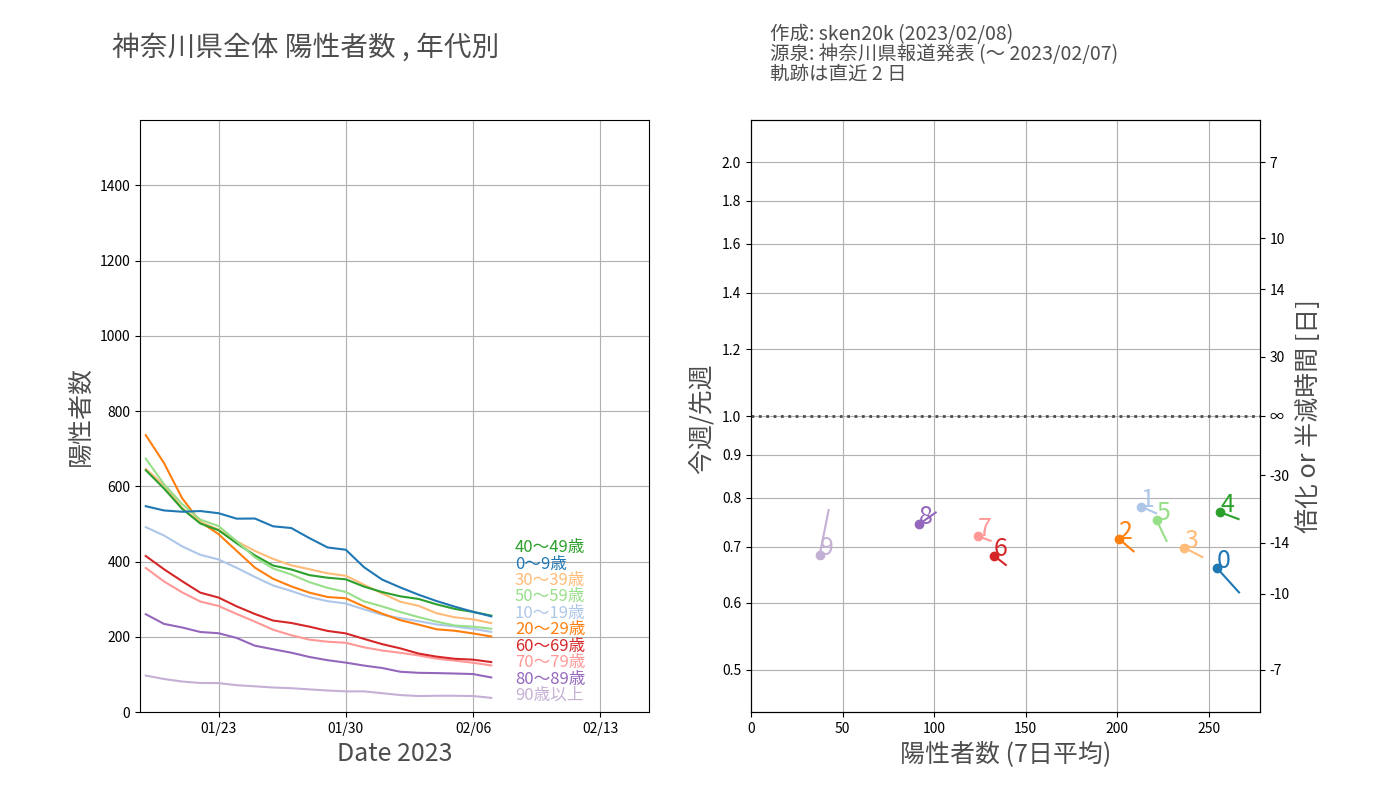 神奈川県全体 陽性者数 , 年代別
作成: sken20k (2023/02/08)
源泉: 神奈川県報道発表 (〜 2023/02/07)
軌跡は直近 2 日
陽性者数
1400
1200
1000
800
600
400
200
0
40〜49歳
0〜9歳
30〜39歳
50〜59歳
10〜19歳
20〜29歳
60〜69歳
70〜79歳
80〜89歳
90歳以上
01/23 01/30 02/06 02/13
Date 2023
今週/先週
2.0
1.8
1.6
1.4
1.2
1.0
0.9
0.8
0.7
0.6
0.5
9
8
7
6
2
1
5
3
4
0
7
10
14
30
∞
-30
-14
-10
-7
倍化 or 半減時間 [日]
0 50 100 150 200 250
陽性者数 (7日平均)